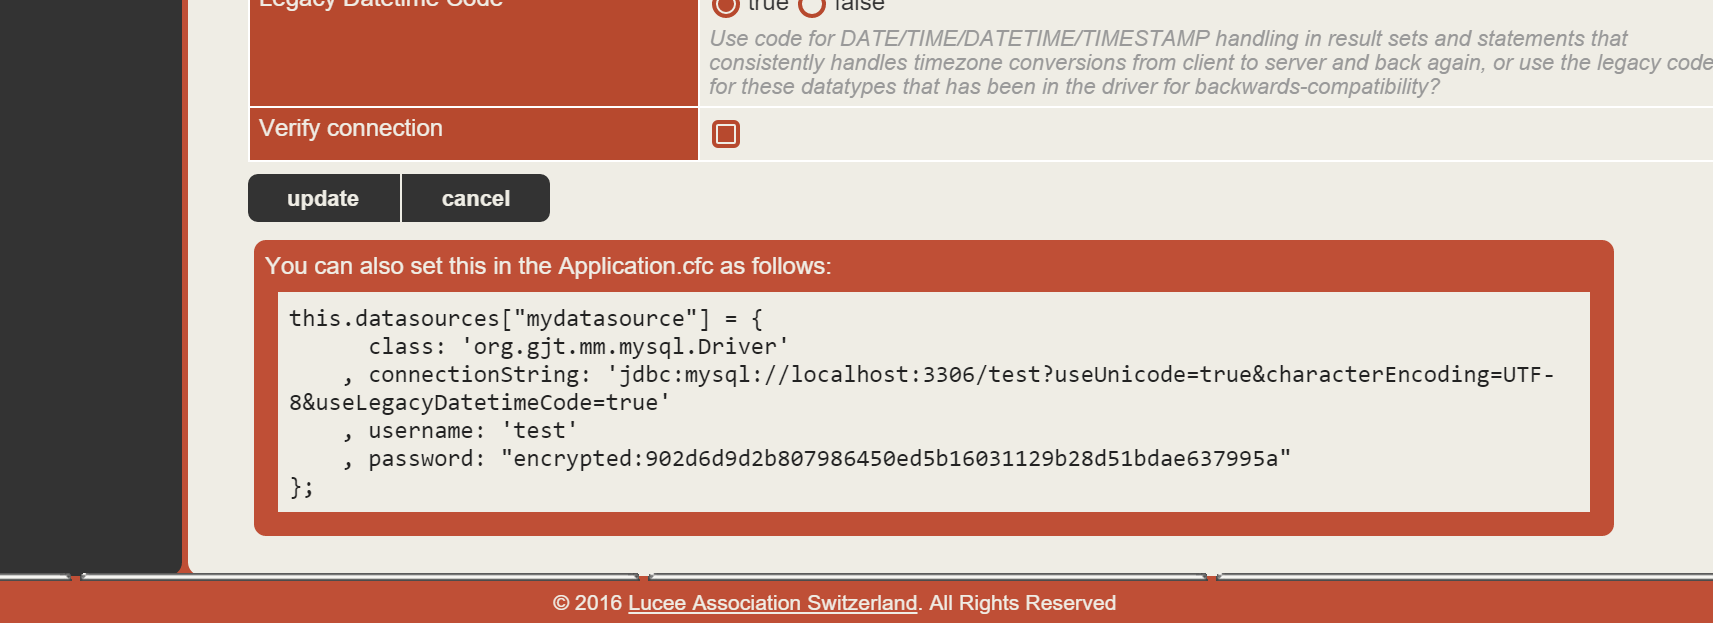 Legacy Datetime Code
true false
Use code for DATE/TIME/DATETIME/TIMESTAMP handling in result sets and statements that
consistently handles timezone conversions from client to server and back again, or use the legacy code
for these datatypes that has been in the driver for backwards-compatibility?
Verify connection
update cancel
You can also set this in the Application.cfc as follows:
this.datasources["mydatasource"] = {
class: 'org.gjt.mm.mysql.Driver'
, connectionString: 'jdbc:mysql://localhost:3306/test?useUnicode=true&characterEncoding=UTF-
8&useLegacyDatetimeCode=true'
, username: 'test'
, password: "encrypted:902d6d9d2b807986450ed5b16031129b28d51bdae637995a"
};
© 2016 Lucee Association Switzerland. All Rights Reserved